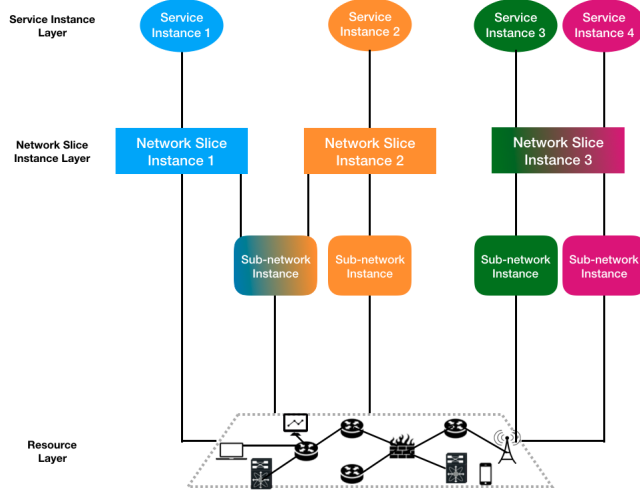 Service Instance
Layer
Service
Instance 1
Service
Instance 2
Service
Instance 3
Service
Instance 4
Network Slice
Instance Layer
Network Slice
Instance 1
Network Slice
Instance 2
Network Slice
Instance 3
Sub-network
Instance
Sub-network
Instance
Sub-network
Instance
Sub-network
Instance
Resource
Layer